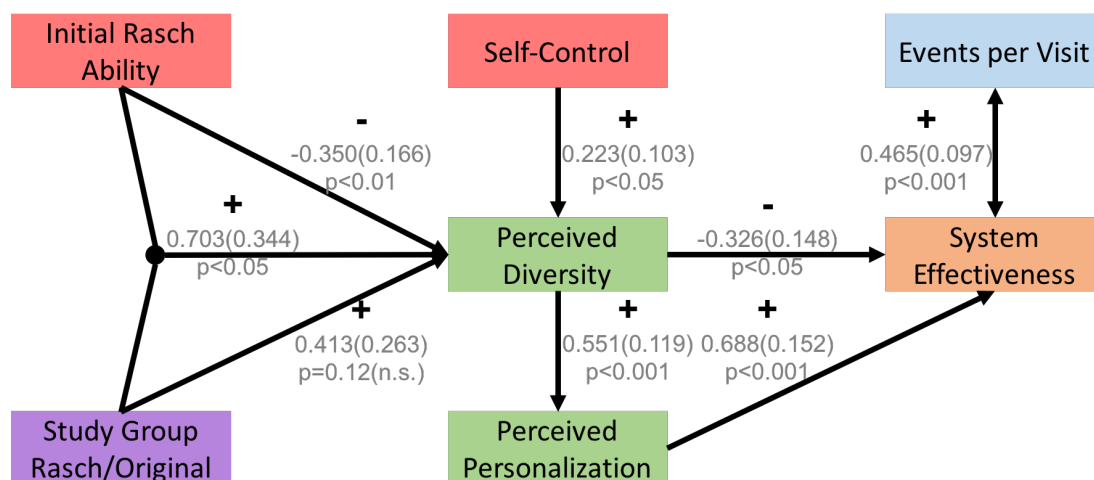 Initial Rasch
Ability
Self-Control
Events per Visit
-
-0.350(0.166)
p<0.01
+
0.223(0.103)
p<0.05
+
0.465(0.097)
p<0.001
+
0.703(0.344)
p<0.05
Perceived
Diversity
-
-0.326(0.148)
p<0.05
System
Effectiveness
+
0.413(0.263)
p=0.12(n.s.)
+
0.551(0.119)
p<0.001
+
0.688(0.152)
p<0.001
Study Group
Rasch/Original
Perceived
Personalization